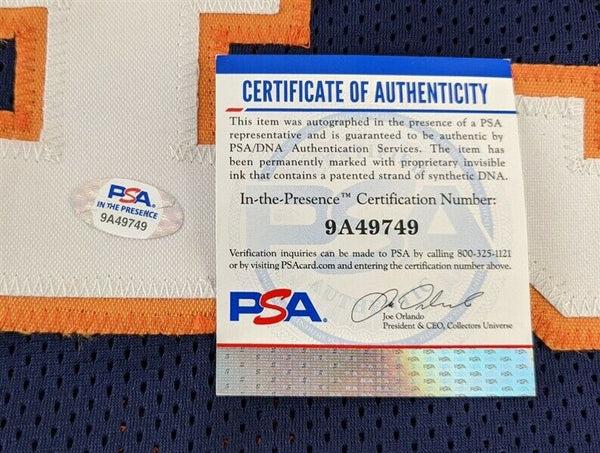 CERTIFICATE OF AUTHENTICITY
This item was autographed in the presence of a PSA
representative and is guaranteed to be authentic by
PSA/DNA Authentication Services. The item has
been permanently marked with proprietary invisible
ink that contains a patented strand of synthetic DNA.
In-the-Presence™ Certification Number:
9A49749
Verification inquiries can be made to PSA by calling 800-325-1121
or by visiting PSAcard.com and entering the certification number above.
PSA.
Joe Orlando
President & CEO, Collectors Universe
PSA
IN THE PRESENCE
9A49749